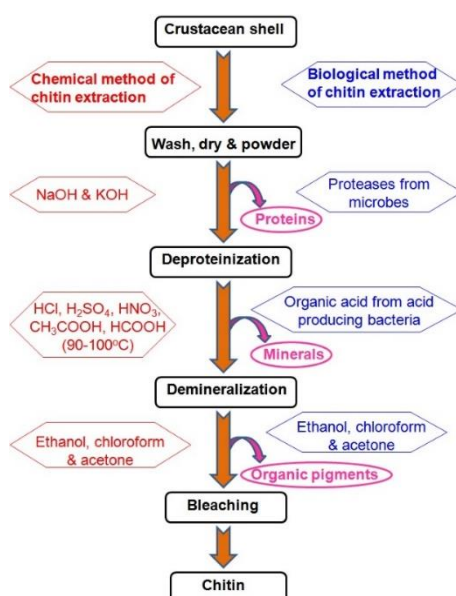 Crustacean shell
Chemical method of
chitin extraction
Biological method
of chitin extraction
Wash, dry & powder
NaOH & KOH
Proteases from
microbes
Proteins
Deproteinization
HCl, H₂SO₄, HNO₃,
CH₃COOH, HCOOH
(90-100°C)
Organic acid from acid
producing bacteria
Minerals
Demineralization
Ethanol, chloroform
& acetone
Ethanol, chloroform
& acetone
Organic pigments
Bleaching
Chitin